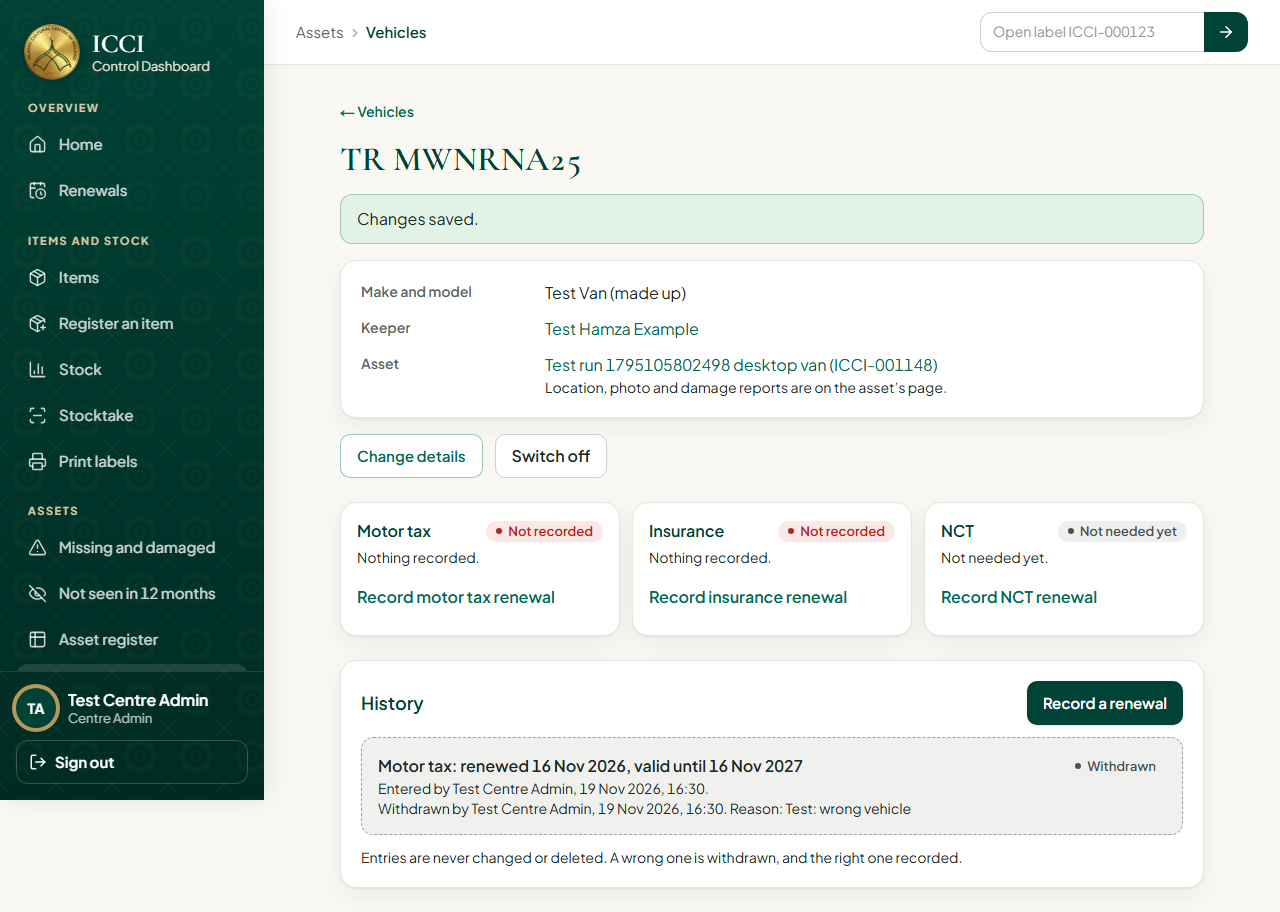 ICCI
Control Dashboard
OVERVIEW
Home
Renewals
ITEMS AND STOCK
Items
Register an item
Stock
Stocktake
Print labels
ASSETS
Missing and damaged
Not seen in 12 months
Asset register
TA
Test Centre Admin
Centre Admin
Sign out
Assets › Vehicles
Open label ICCI-000123
← Vehicles
TR MWNRNA25
Changes saved.
Make and model Test Van (made up)
Keeper Test Hamza Example
Asset Test run 1795105802498 desktop van (ICCI-001148)
Location, photo and damage reports are on the asset's page.
Change details
Switch off
Motor tax Not recorded
Nothing recorded.
Record motor tax renewal
Insurance Not recorded
Nothing recorded.
Record insurance renewal
NCT Not needed yet
Not needed yet.
Record NCT renewal
History
Record a renewal
Motor tax: renewed 16 Nov 2026, valid until 16 Nov 2027
Withdrawn
Entered by Test Centre Admin, 19 Nov 2026, 16:30.
Withdrawn by Test Centre Admin, 19 Nov 2026, 16:30. Reason: Test: wrong vehicle
Entries are never changed or deleted. A wrong one is withdrawn, and the right one recorded.